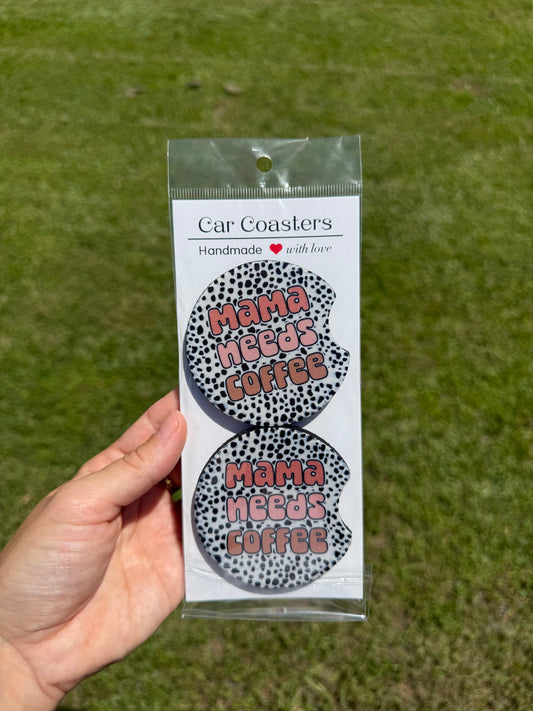 Car Coasters
Handmade ❤ with love
mama
needs
coffee
mama
needs
coffee